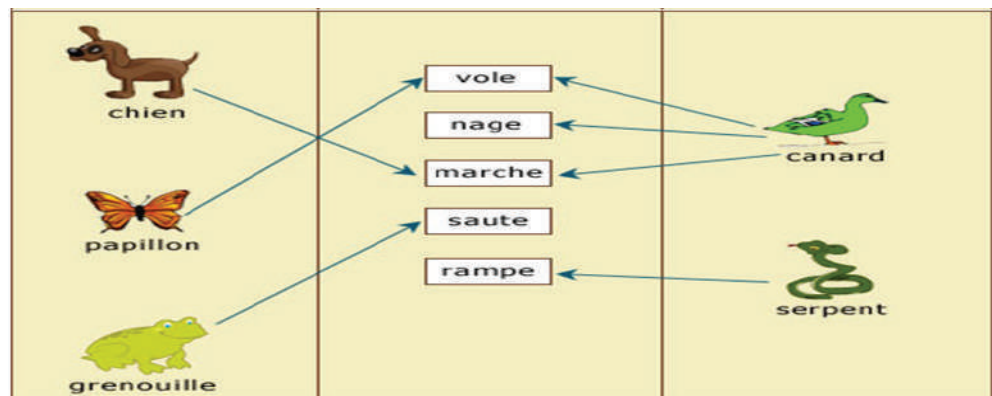 chien
papillon
grenouille
vole
nage
marche
saute
rampe
canard
serpent